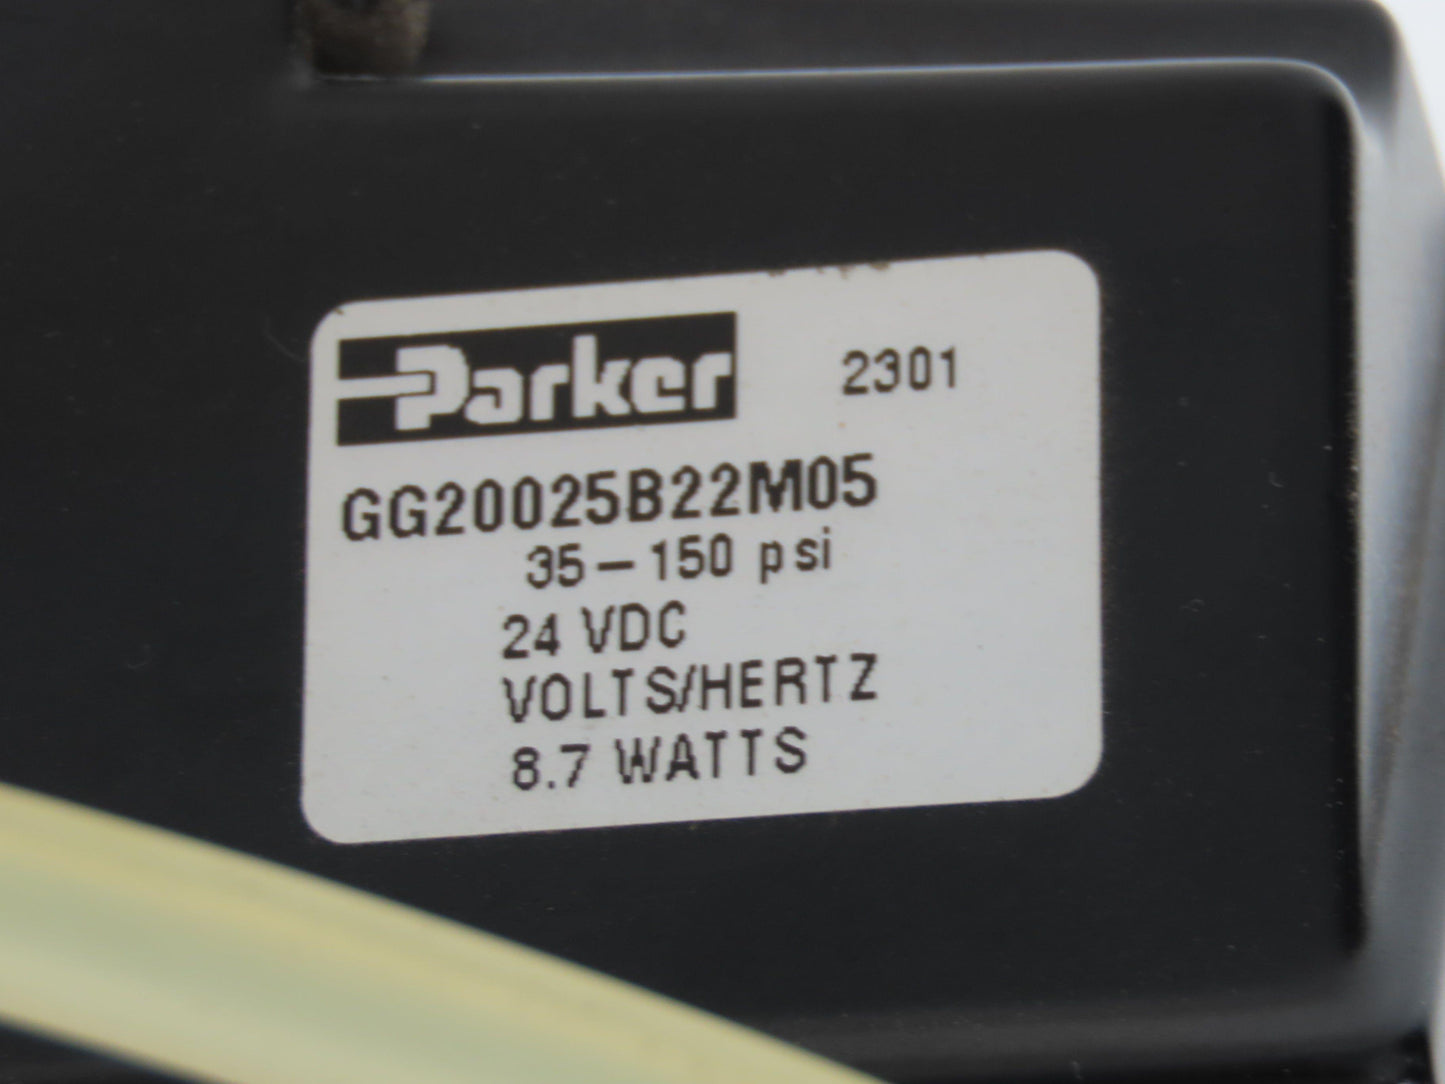 Parker 2301
GG20025B22M05
35-150 psi
24 VDC
VOLTS/HERTZ
8.7 WATTS